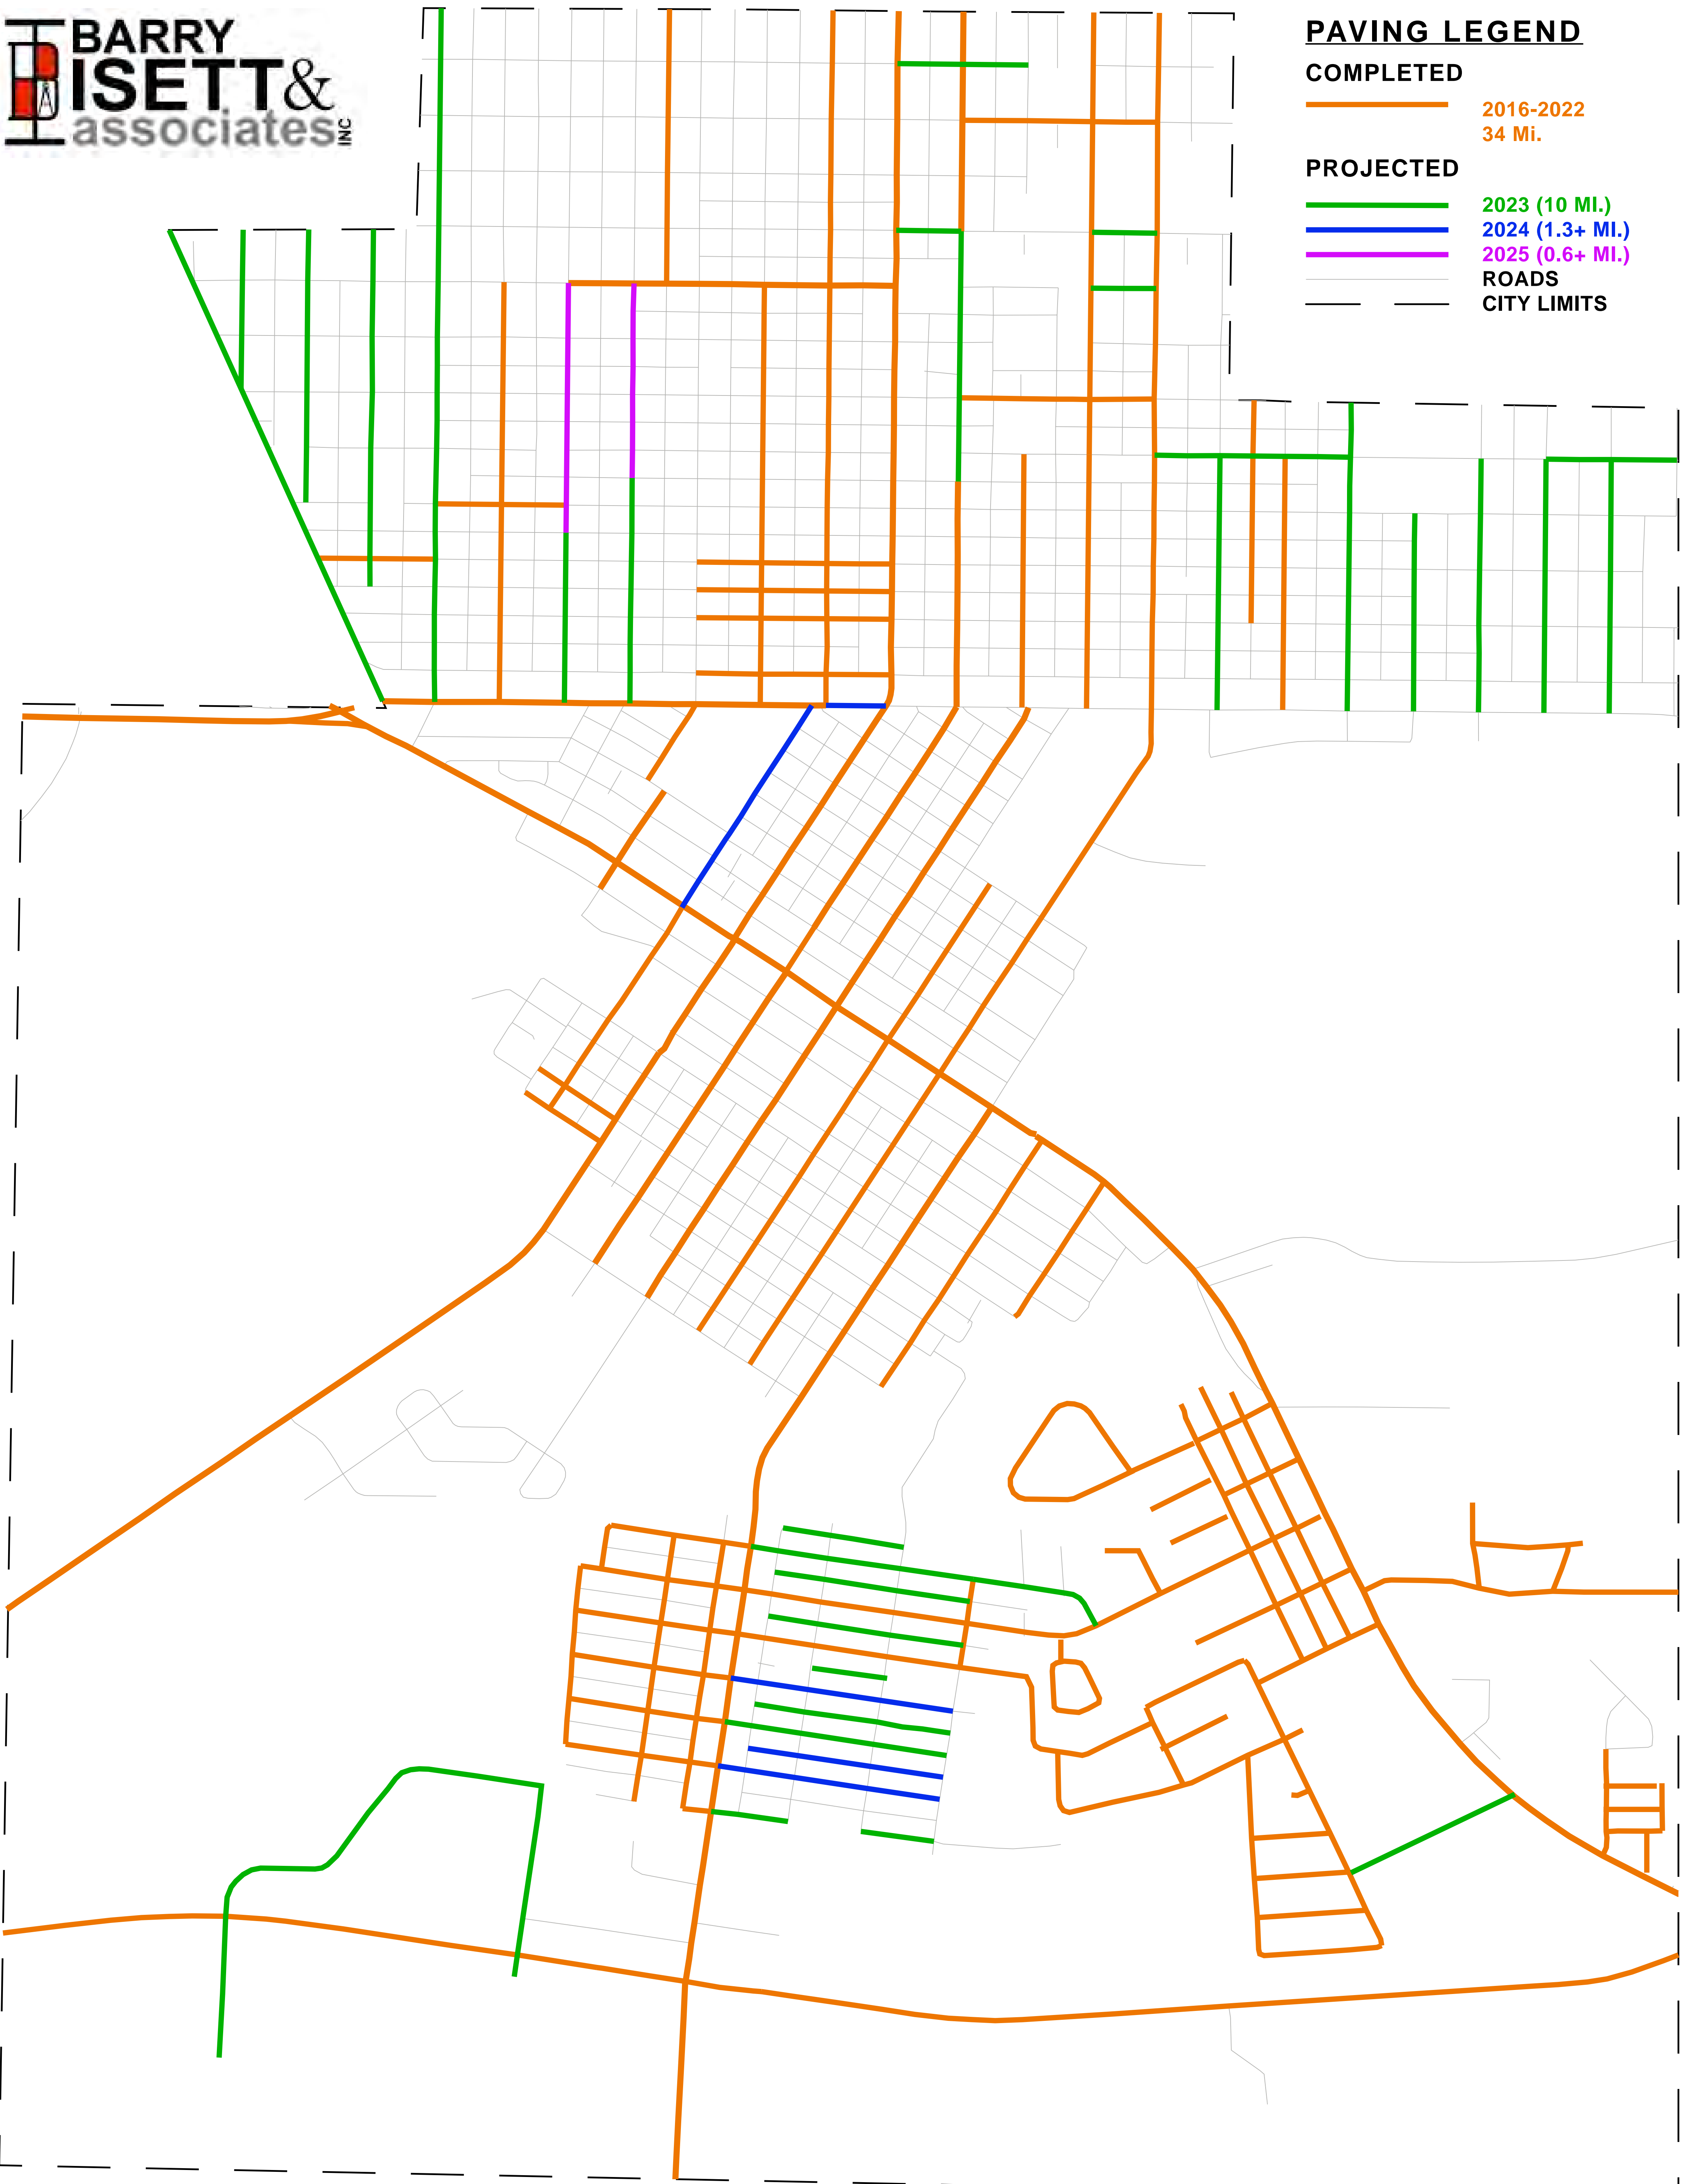 BARRY
ISETT&
associates INC
PAVING LEGEND
COMPLETED
2016-2022
34 Mi.
PROJECTED
2023 (10 MI.)
2024 (1.3+ MI.)
2025 (0.6+ MI.)
ROADS
CITY LIMITS